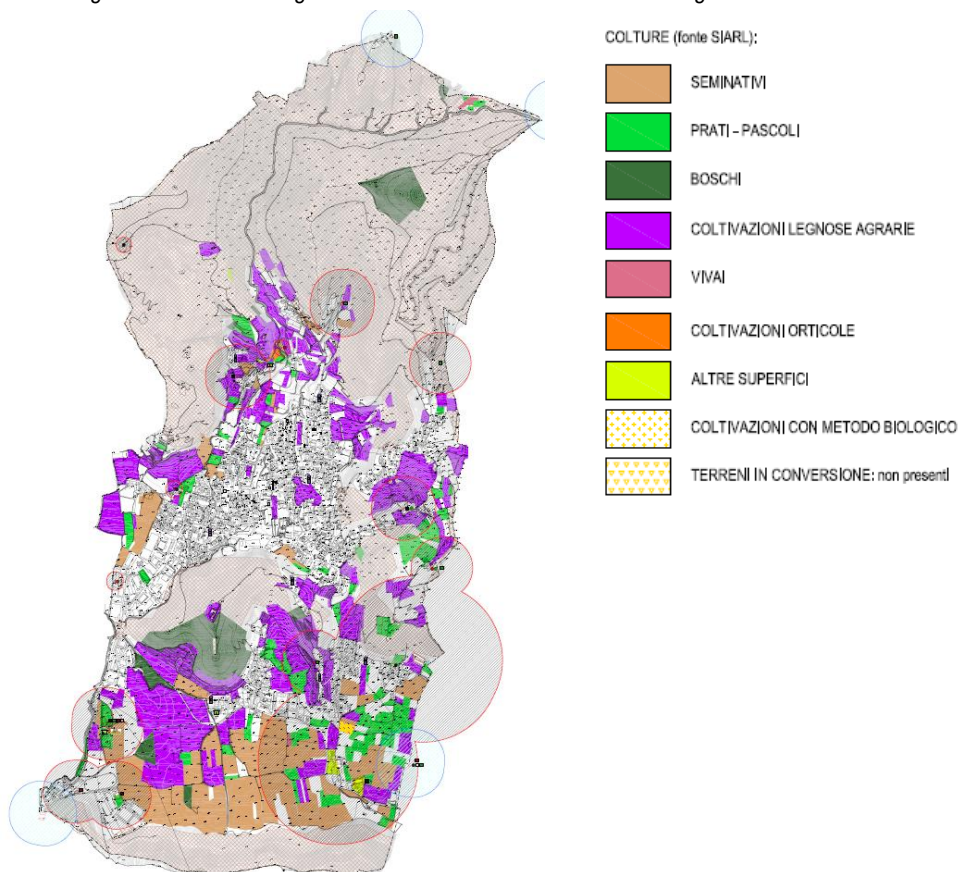 COLTURE (fonte SIARL):
SEMINATIVI
PRATI - PASCOLI
BOSCHI
COLTIVAZIONI LEGNOSE AGRARIE
VIVAI
COLTIVAZIONI ORTICOLE
ALTRE SUPERFICI
COLTIVAZIONI CON METODO BIOLOGICO
TERRENI IN CONVERSIONE: non presenti